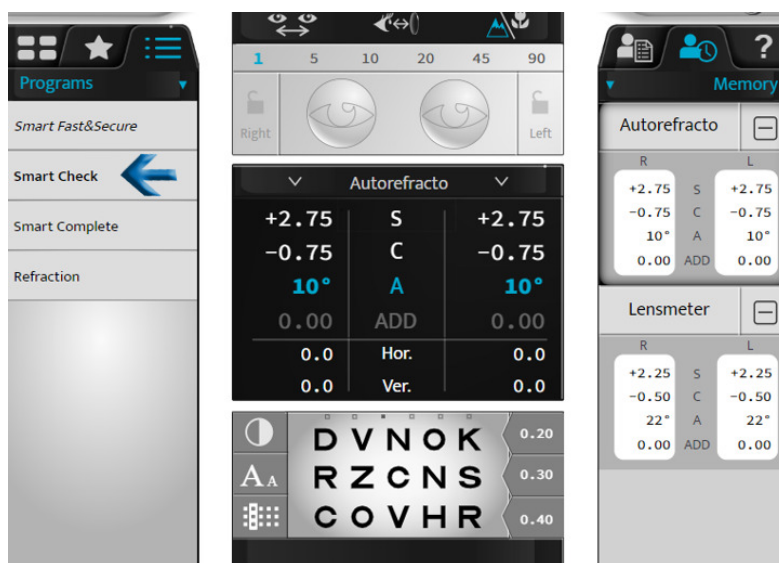 Programs
Smart Fast&Secure
Smart Check
Smart Complete
Refraction
1 5 10 20 45 90
Right Left
Autorefracto
+2.75 S +2.75
-0.75 C -0.75
10° A 10°
0.00 ADD 0.00
0.0 Hor. 0.0
0.0 Ver. 0.0
D V N O K 0.20
A A R Z C N S 0.30
C O V H R 0.40
?
Memory
Autorefracto
R L
+2.75 S +2.75
-0.75 C -0.75
10° A 10°
0.00 ADD 0.00
Lensmeter
R L
+2.25 S +2.25
-0.50 C -0.50
22° A 22°
0.00 ADD 0.00